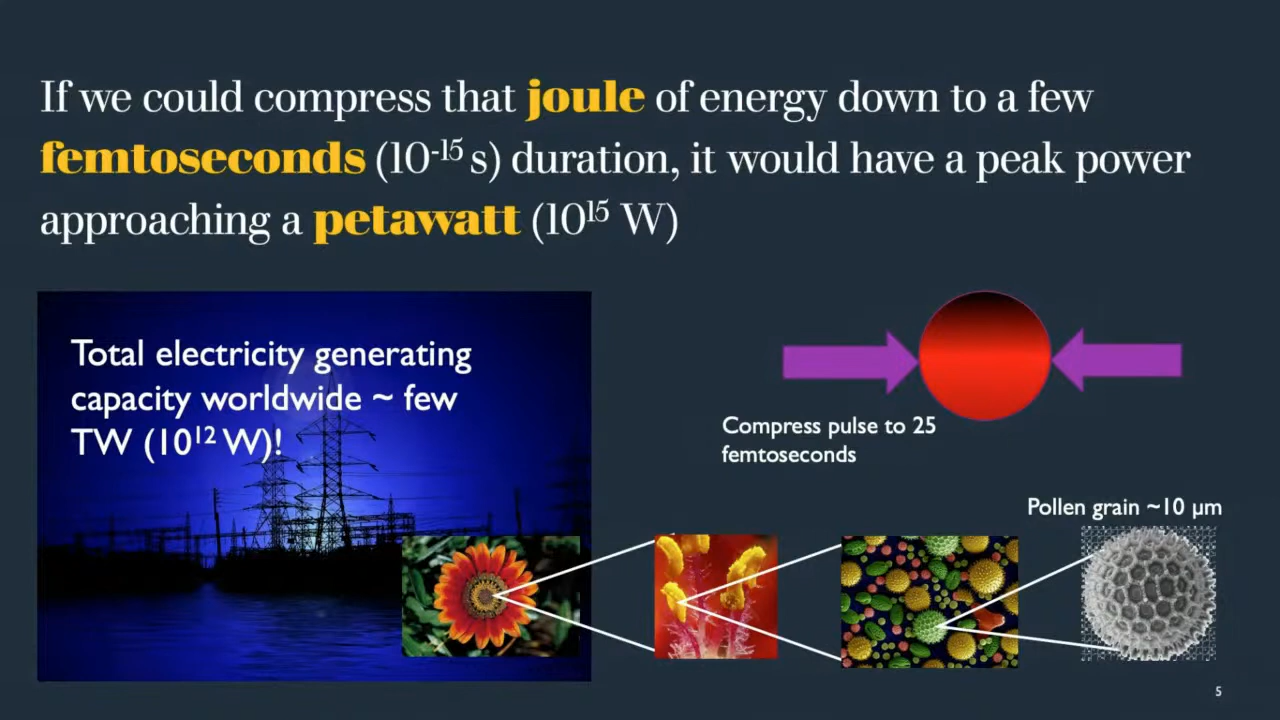 If we could compress that joule of energy down to a few
femtoseconds (10⁻¹⁵ s) duration, it would have a peak power
approaching a petawatt (10¹⁵ W)
Total electricity generating
capacity worldwide ~ few
TW (10¹² W)!
Compress pulse to 25
femtoseconds
Pollen grain ~10 µm
5